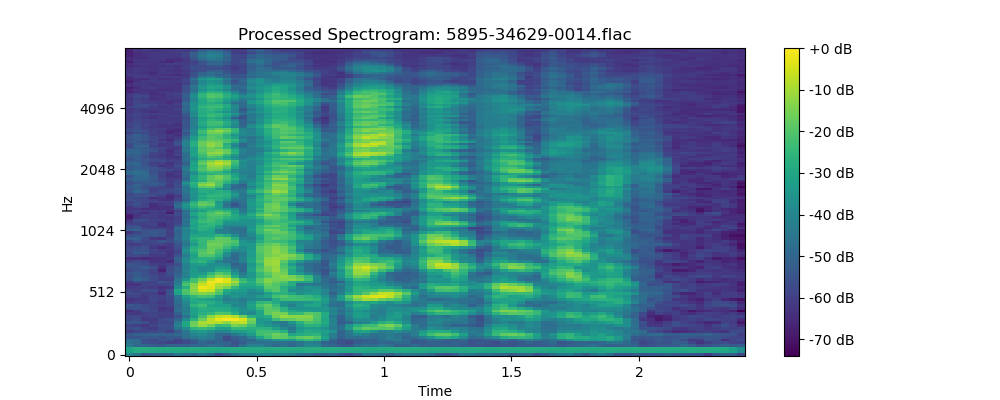 Processed Spectrogram: 5895-34629-0014.flac
+0 dB
-10 dB
-20 dB
-30 dB
-40 dB
-50 dB
-60 dB
-70 dB
Hz
4096
2048
1024
512
0
0
0.5
1
1.5
2
Time